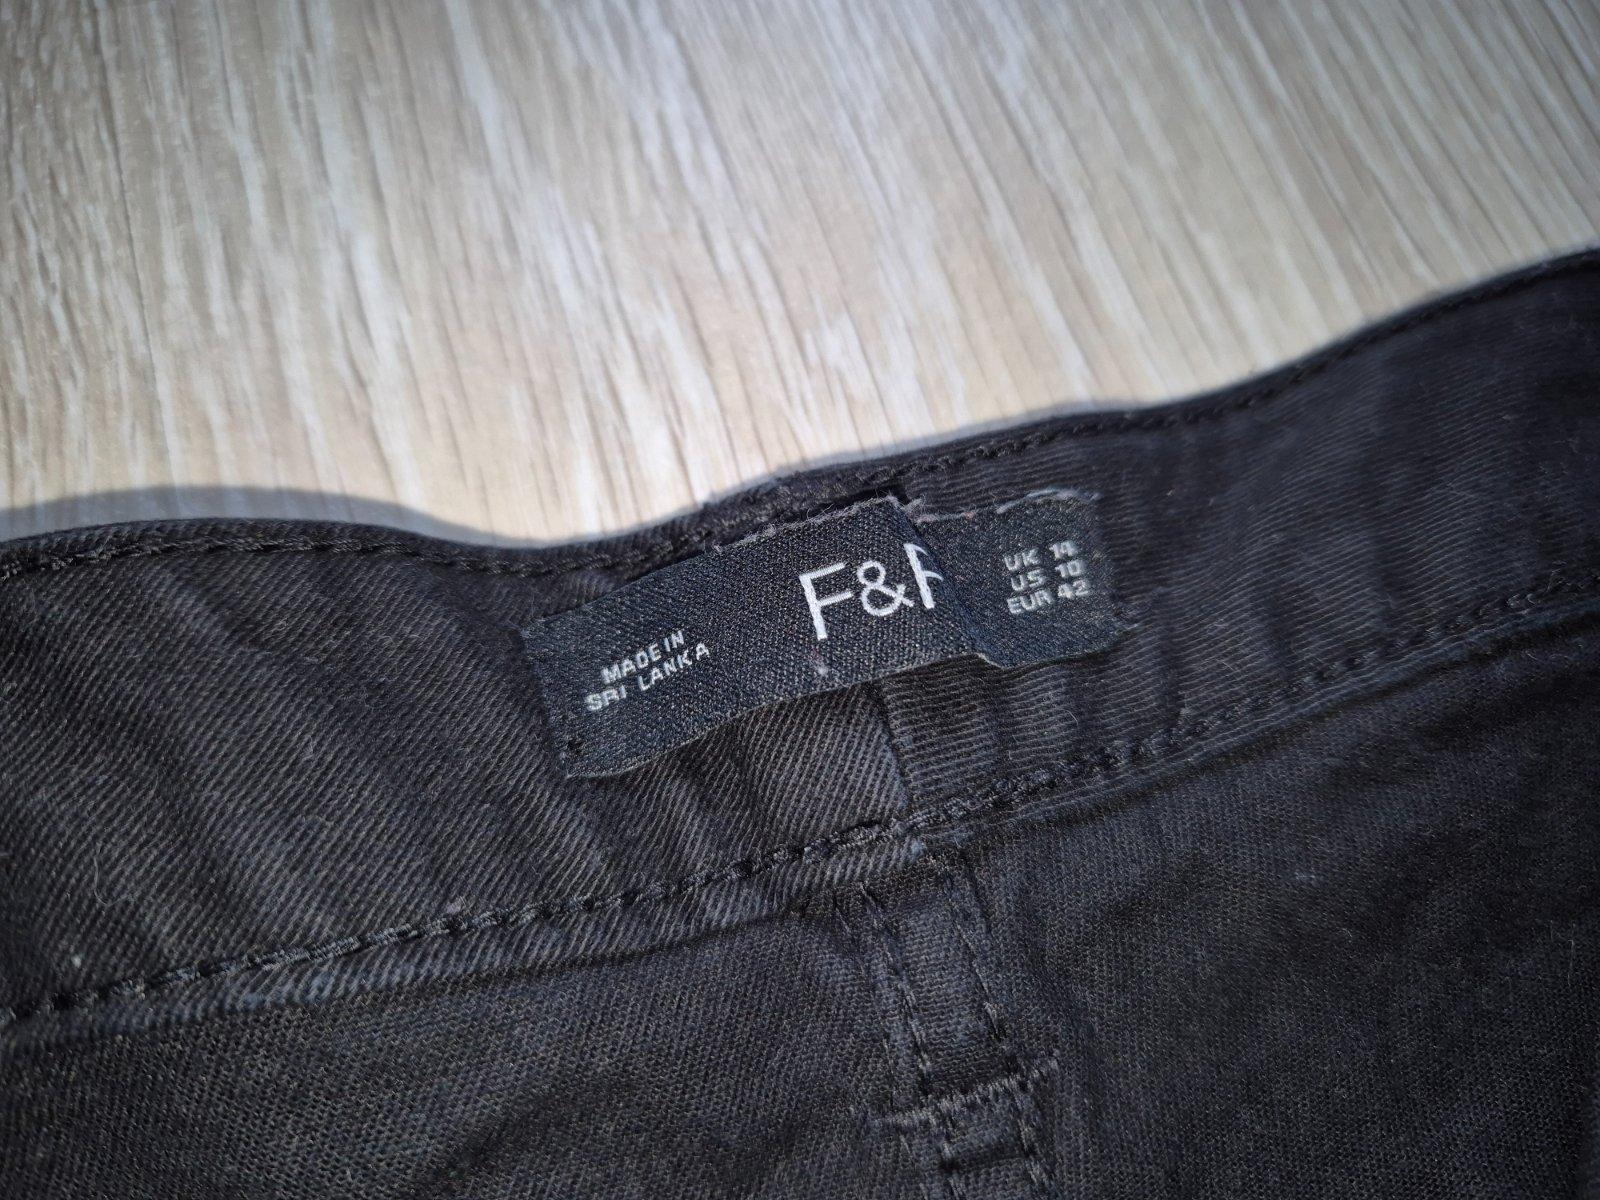 MADE IN
SRI LANKA
F&F
UK 14
US 10
EUR 42